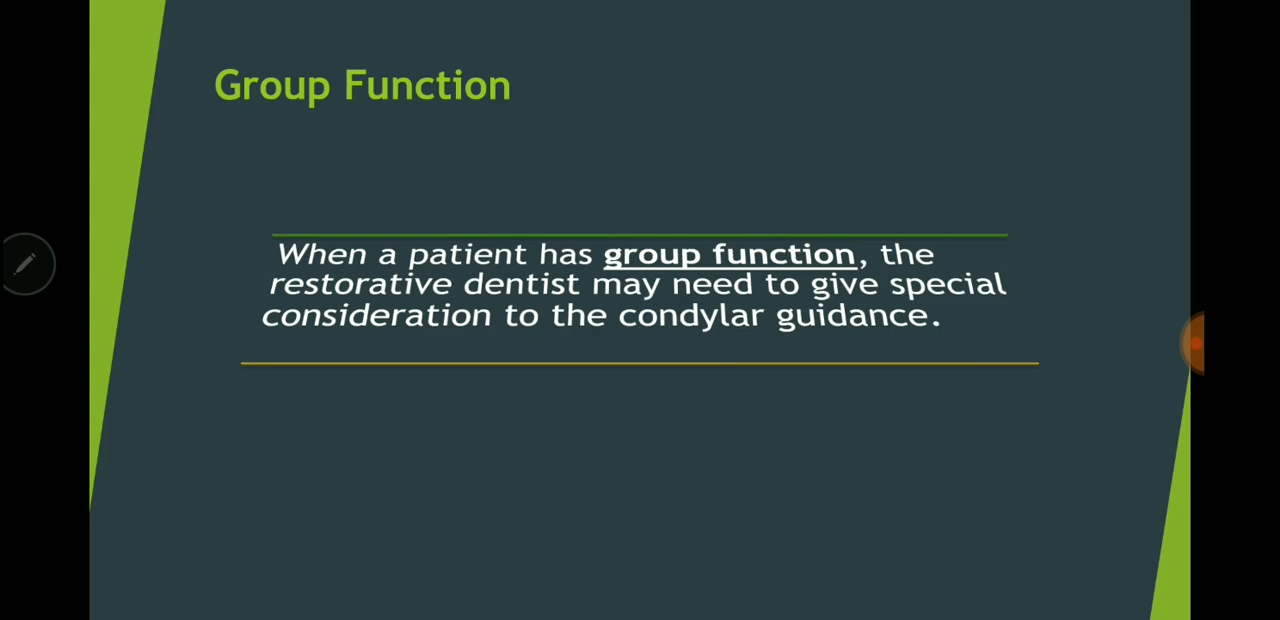 Group Function
When a patient has group function, the
restorative dentist may need to give special
consideration to the condylar guidance.